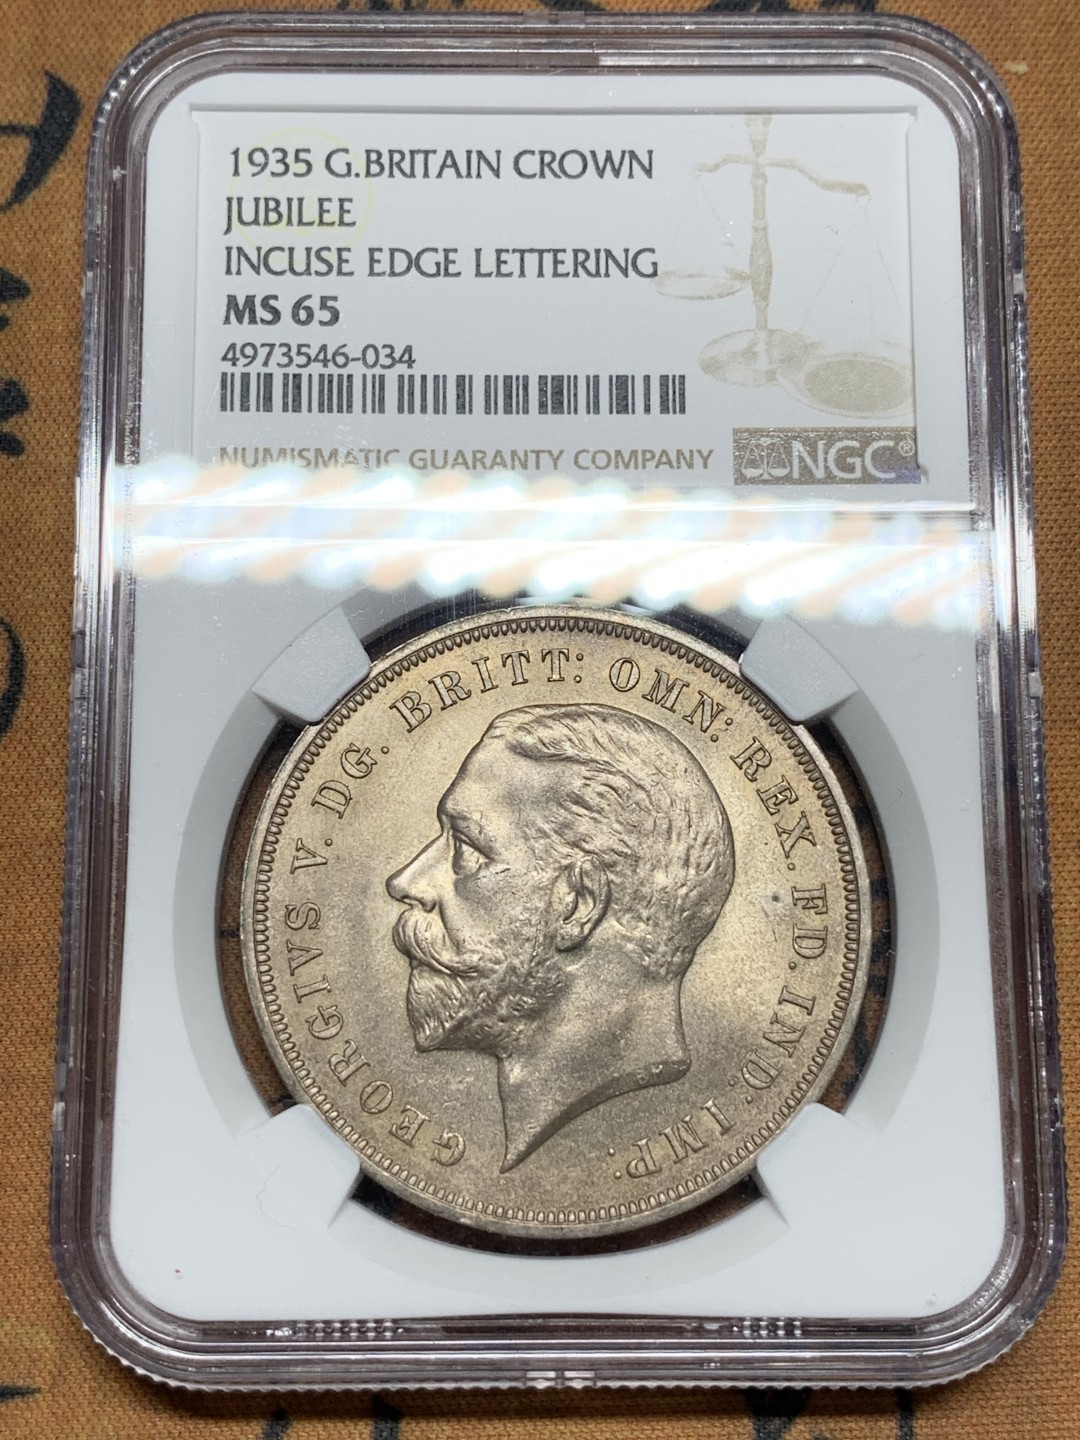 1935 G.BRITAIN CROWN
JUBILEE
INCUSE EDGE LETTERING
MS 65
4973546-034
NUMISMATIC GUARANTY COMPANY
NGC®
GEORGIVS V. DG. BRITT: OMN: REX. FD. IND: IMP: